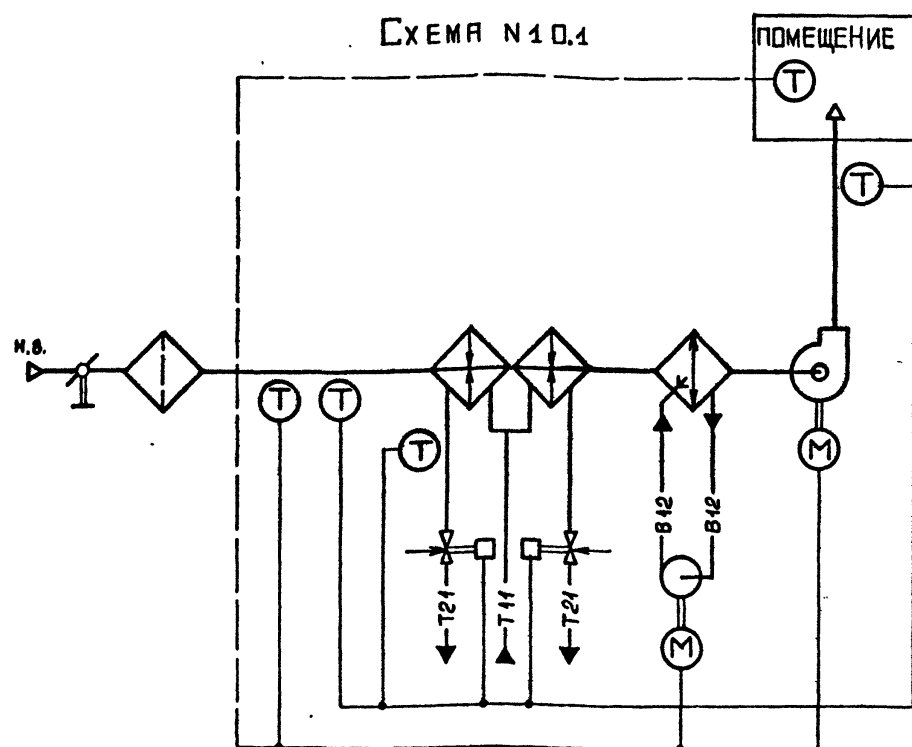 СХЕМА N10.1
ПОМЕЩЕНИЕ
Т
Т
Н.В.
Т
Т
Т
М
В12
В12
Т21
Т11
Т21
М